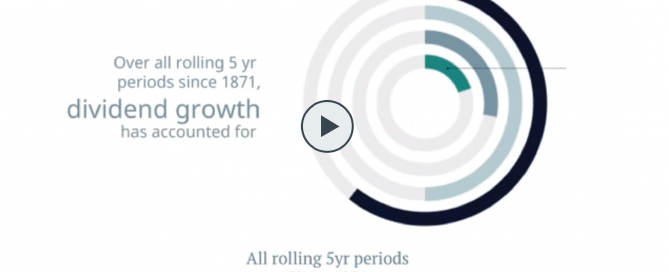 Over all rolling 5 yr
periods since 1871,
dividend growth
has accounted for
All rolling 5yr periods